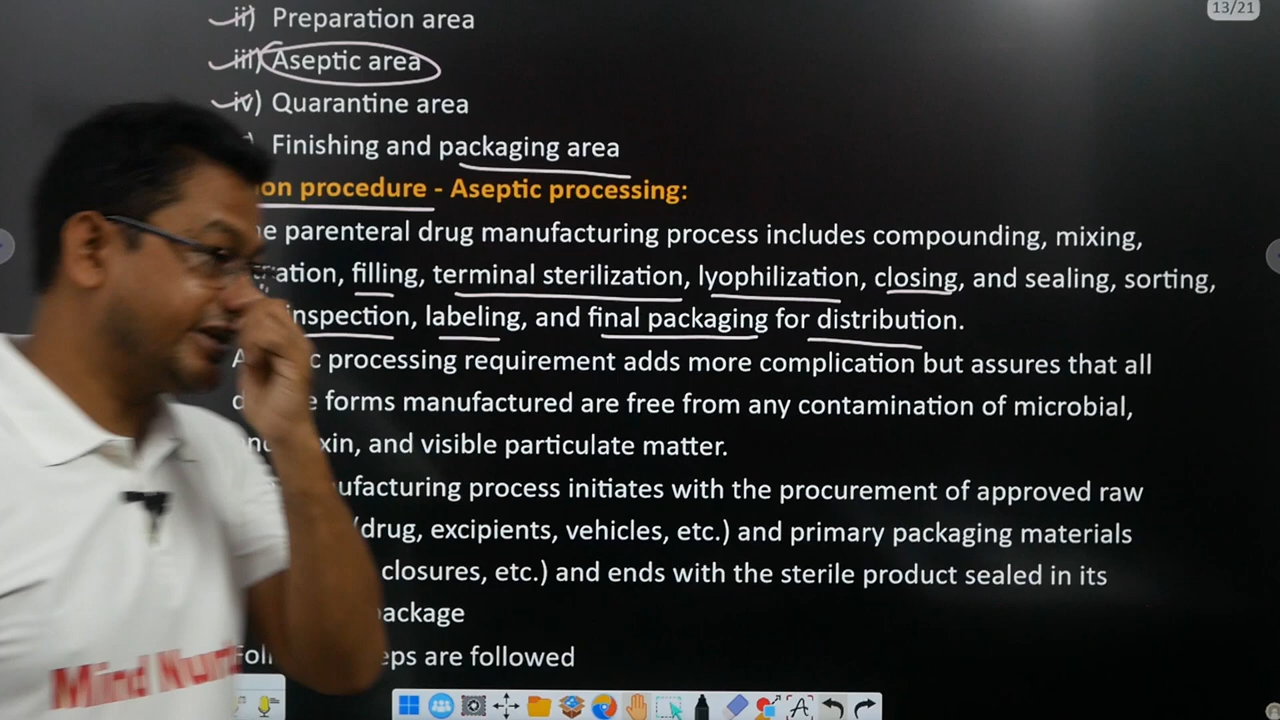 13/21
ii) Preparation area
iii) Aseptic area
iv) Quarantine area
) Finishing and packaging area
on procedure - Aseptic processing:
e parenteral drug manufacturing process includes compounding, mixing,
ration, filling, terminal sterilization, lyophilization, closing, and sealing, sorting,
inspection, labeling, and final packaging for distribution.
A c processing requirement adds more complication but assures that all
d e forms manufactured are free from any contamination of microbial,
xin, and visible particulate matter.
ufacturing process initiates with the procurement of approved raw
(drug, excipients, vehicles, etc.) and primary packaging materials
closures, etc.) and ends with the sterile product sealed in its
ackage
Foll eps are followed
Mind Nur